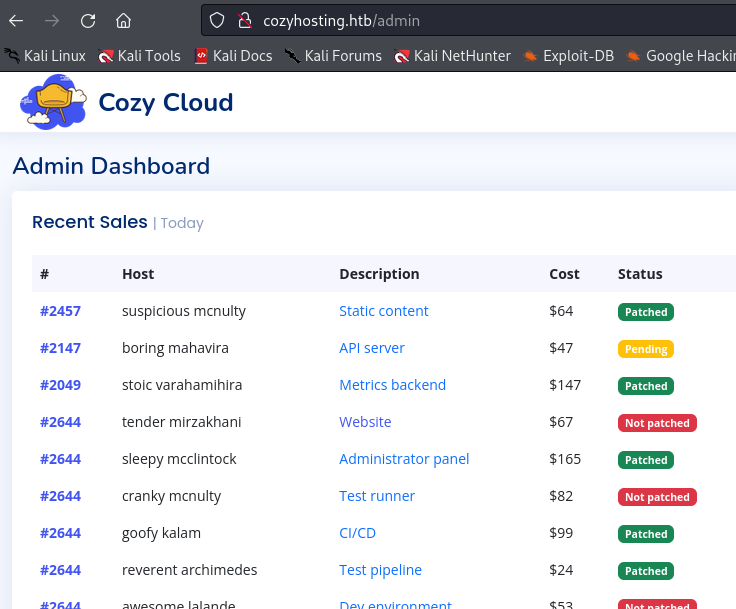 cozyhosting.htb/admin
Kali Linux Kali Tools Kali Docs Kali Forums Kali NetHunter Exploit-DB Google Hackin
Cozy Cloud
Admin Dashboard
Recent Sales | Today
# Host Description Cost Status
#2457 suspicious mcnulty Static content $64 Patched
#2147 boring mahavira API server $47 Pending
#2049 stoic varahamihira Metrics backend $147 Patched
#2644 tender mirzakhani Website $67 Not patched
#2644 sleepy mcclintock Administrator panel $165 Patched
#2644 cranky mcnulty Test runner $82 Not patched
#2644 goofy kalam CI/CD $99 Patched
#2644 reverent archimedes Test pipeline $24 Patched
#2644 awesome lalande Dev environment $53 Not patched